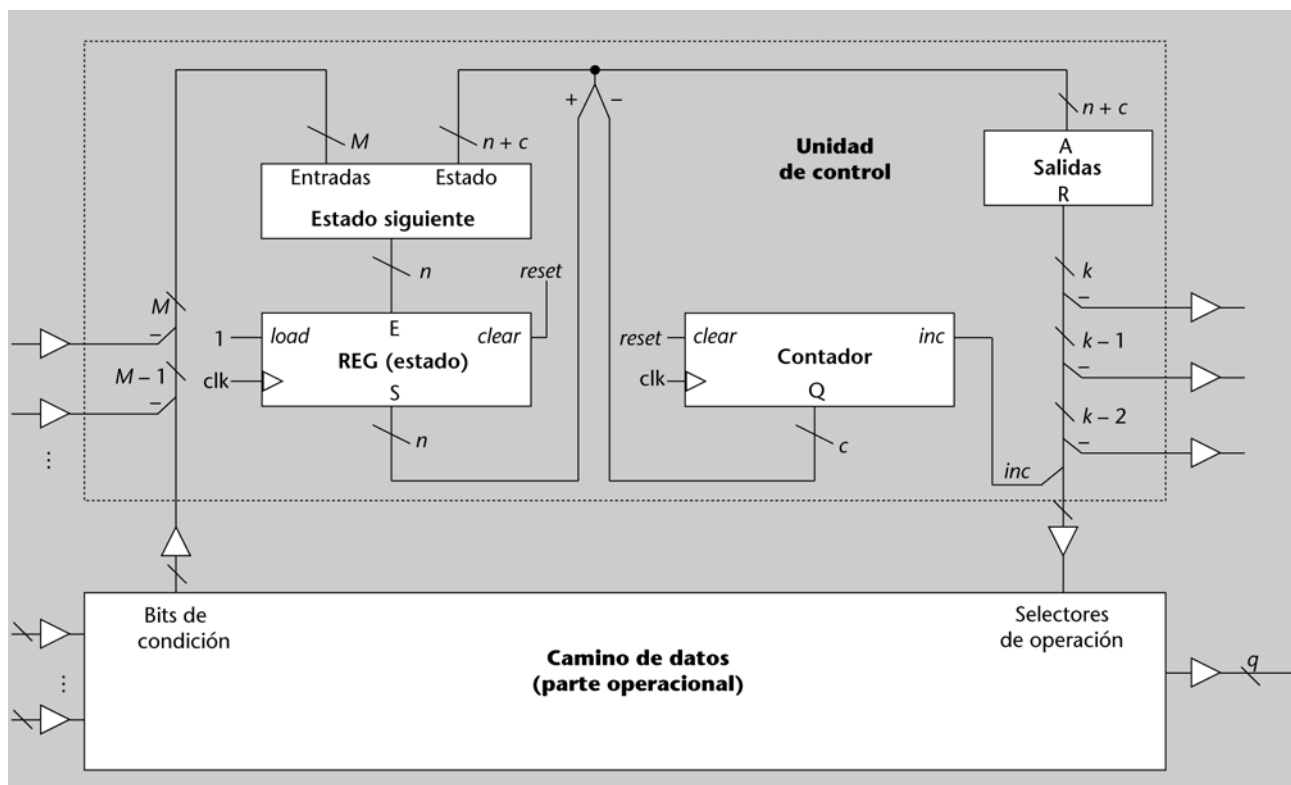 +
−
M
n + c
n + c
Unidad
de control
A
Salidas
R
Entradas
Estado
Estado siguiente
n
reset
k
−
M
−
1
load
E
clear
REG (estado)
clk
S
reset
clear
inc
Contador
clk
Q
k − 1
−
M − 1
−
⋮
n
c
k − 2
−
inc
Bits de
condición
Selectores
de operación
Camino de datos
(parte operacional)
⋮
q